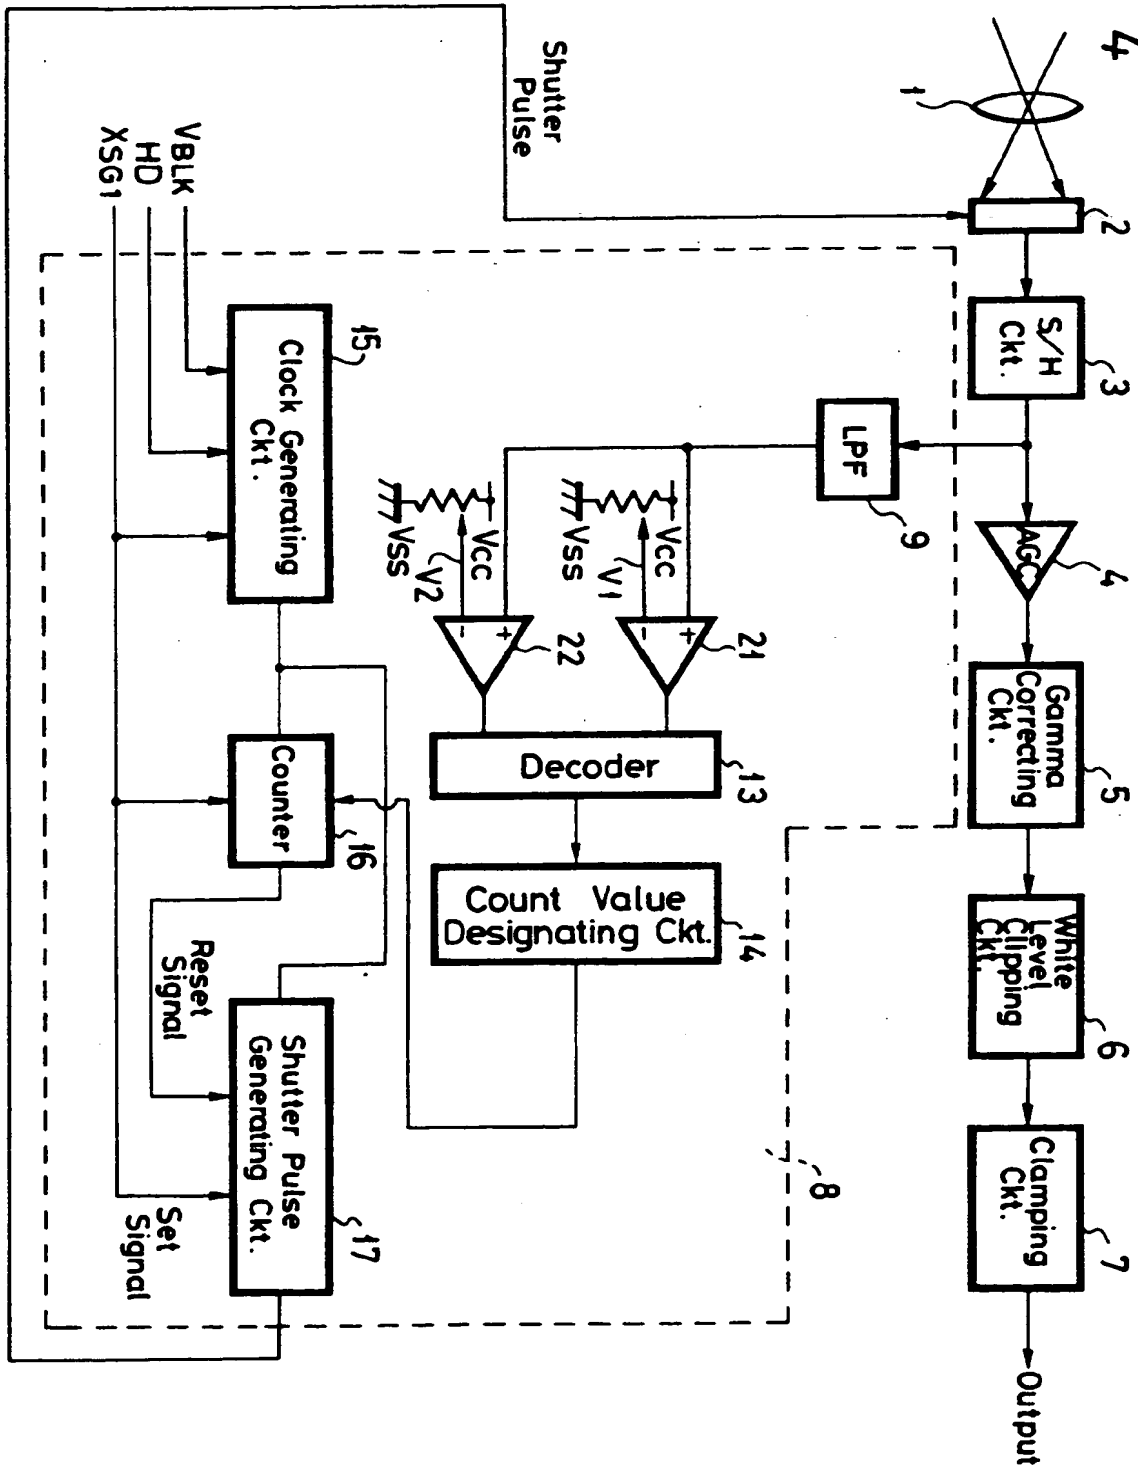 4
1
2
S/H
Ckt.
3
AGC
4
Gamma
Correcting
Ckt.
5
White
Level
Clipping
Ckt.
6
Clamping
Ckt.
7
Output
Shutter
Pulse
LPF
9
Vcc
V1
Vss
+
-
21
Vcc
V2
Vss
+
-
22
Decoder
13
Count Value
Designating Ckt.
14
8
VBLK
HD
XSG1
Clock Generating
Ckt.
15
Counter
16
Reset
Signal
Shutter Pulse
Generating Ckt.
17
Set
Signal